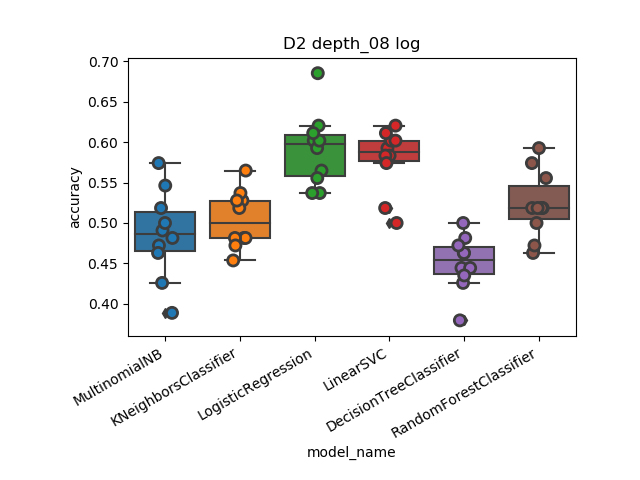 D2 depth_08 log
0.70
0.65
0.60
0.55
0.50
0.45
0.40
accuracy
MultinomialNB
KNeighborsClassifier
LogisticRegression
LinearSVC
DecisionTreeClassifier
RandomForestClassifier
model_name